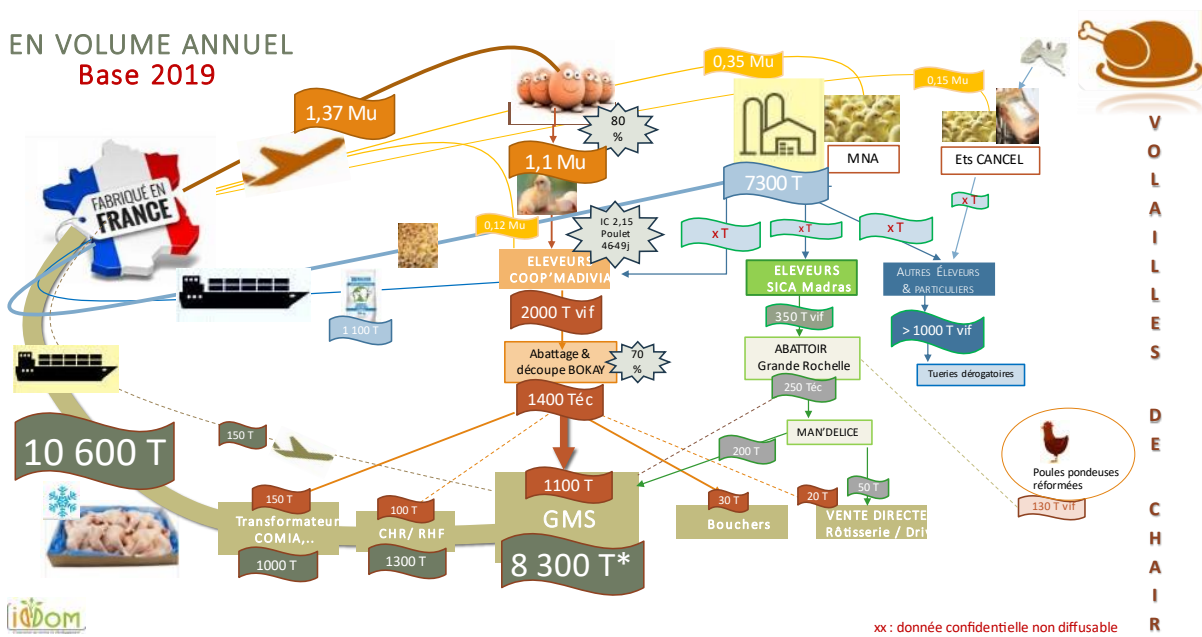 EN VOLUME ANNUEL
Base 2019
1,37 Mu
0,35 Mu
0,15 Mu
80
%
1,1 Mu
MNA
Ets CANCEL
7300 T
FABRIQUÉ EN
FRANCE
0,12 Mu
IC 2,15
Poulet
4649j
x T
x T
x T
x T
ELEVEURS
COOP'MADIVIA
ELEVEURS
SICA Madras
AUTRES ÉLEVEURS
& PARTICULIERS
1 100 T
2000 T vif
350 T vif
> 1000 T vif
Abattage &
découpe BOKAY
70
%
ABATTOIR
Grande Rochelle
Tueries dérogatoires
1400 Téc
250 Téc
10 600 T
150 T
MAN'DELICE
200 T
Poules pondeuses
réformées
150 T
100 T
1100 T
30 T
20 T
50 T
130 T vif
Transformateur
COMIA,..
CHR/ RHF
GMS
Bouchers
VENTE DIRECTE
Rôtisserie / Driv
1000 T
1300 T
8 300 T*
VOLAILLES DE CHAIR
iDDOM
xx : donnée confidentielle non diffusable